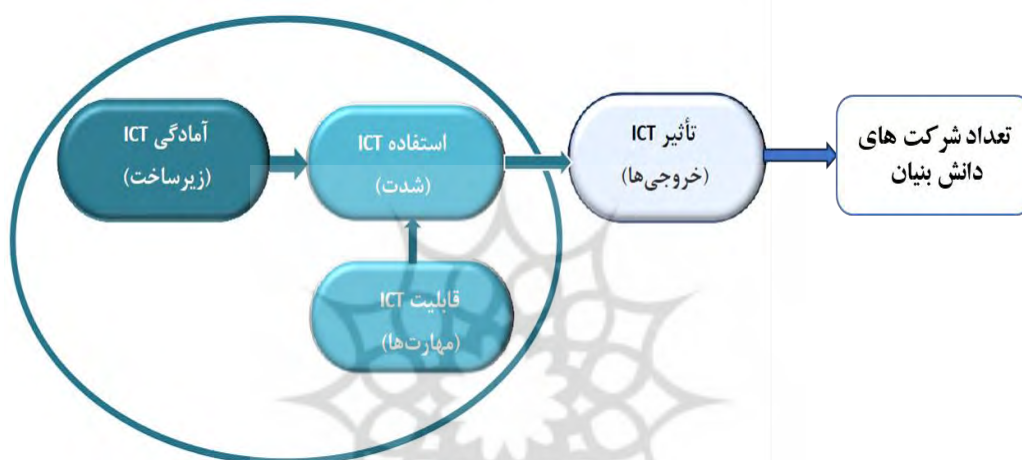 آمادگی ICT
(زیرساخت)
استفاده ICT
(شدت)
قابلیت ICT
(مهارت‌ها)
تأثیر ICT
(خروجی‌ها)
تعداد شرکت های
دانش بنیان